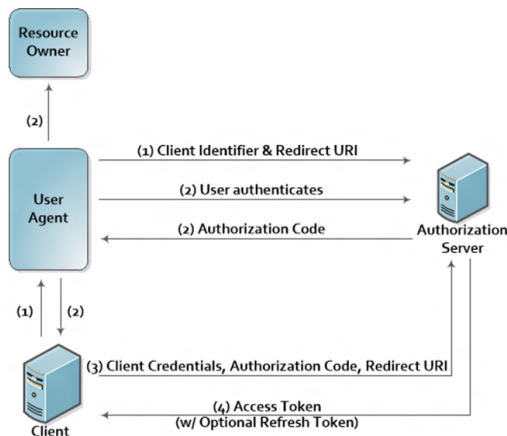 Resource
Owner
(2)
(1) Client Identifier & Redirect URI
User
Agent
(2) User authenticates
(2) Authorization Code
Authorization
Server
(1)
(2)
(3) Client Credentials, Authorization Code, Redirect URI
Client
(4) Access Token
(w/ Optional Refresh Token)